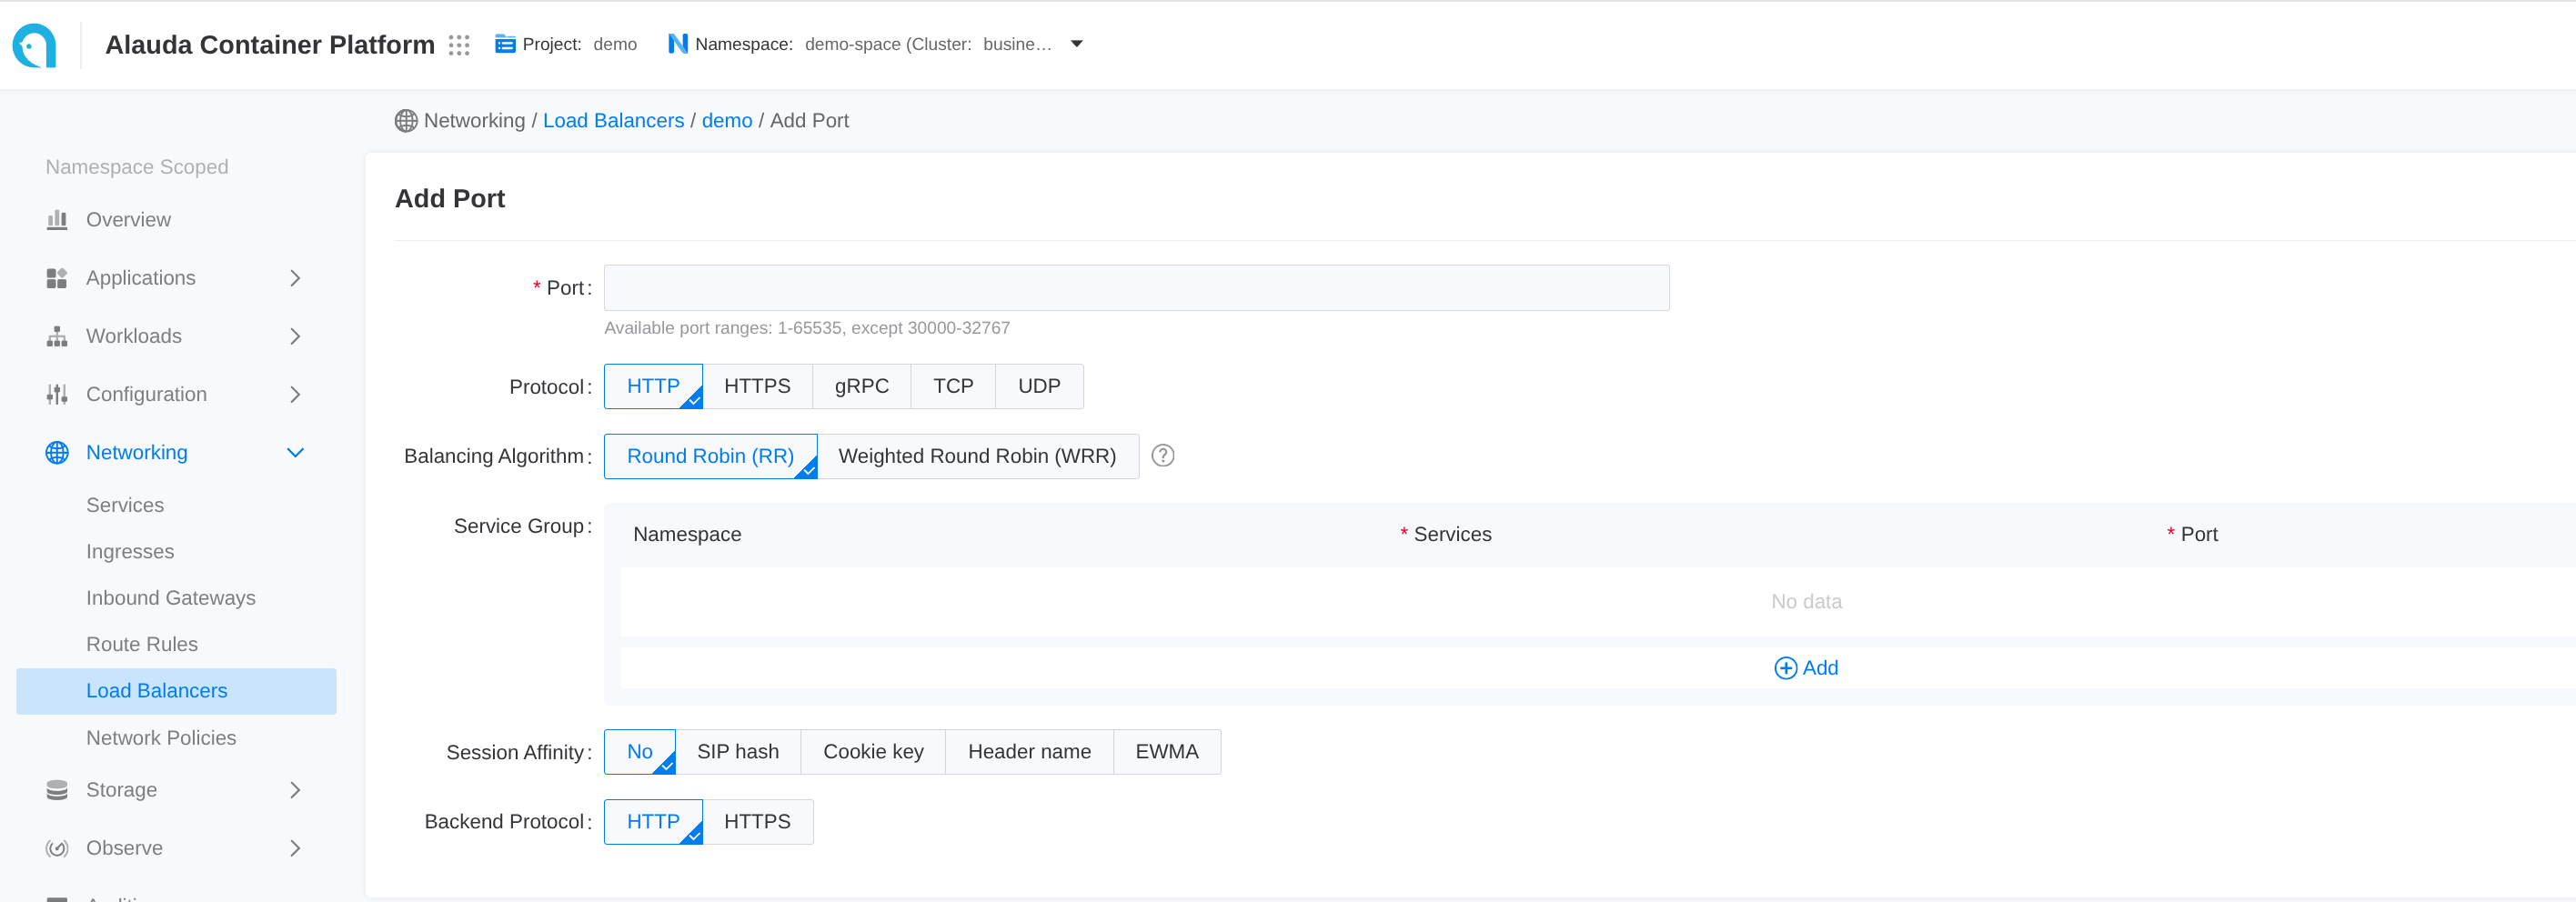 Alauda Container Platform
Project: demo
Namespace: demo-space (Cluster: busine...
Networking / Load Balancers / demo / Add Port
Namespace Scoped
Overview
Applications
Workloads
Configuration
Networking
Services
Ingresses
Inbound Gateways
Route Rules
Load Balancers
Network Policies
Storage
Observe
Add Port
* Port:
Available port ranges: 1-65535, except 30000-32767
Protocol: HTTP HTTPS gRPC TCP UDP
Balancing Algorithm: Round Robin (RR) Weighted Round Robin (WRR) ?
Service Group: Namespace * Services * Port
No data
Add
Session Affinity: No SIP hash Cookie key Header name EWMA
Backend Protocol: HTTP HTTPS